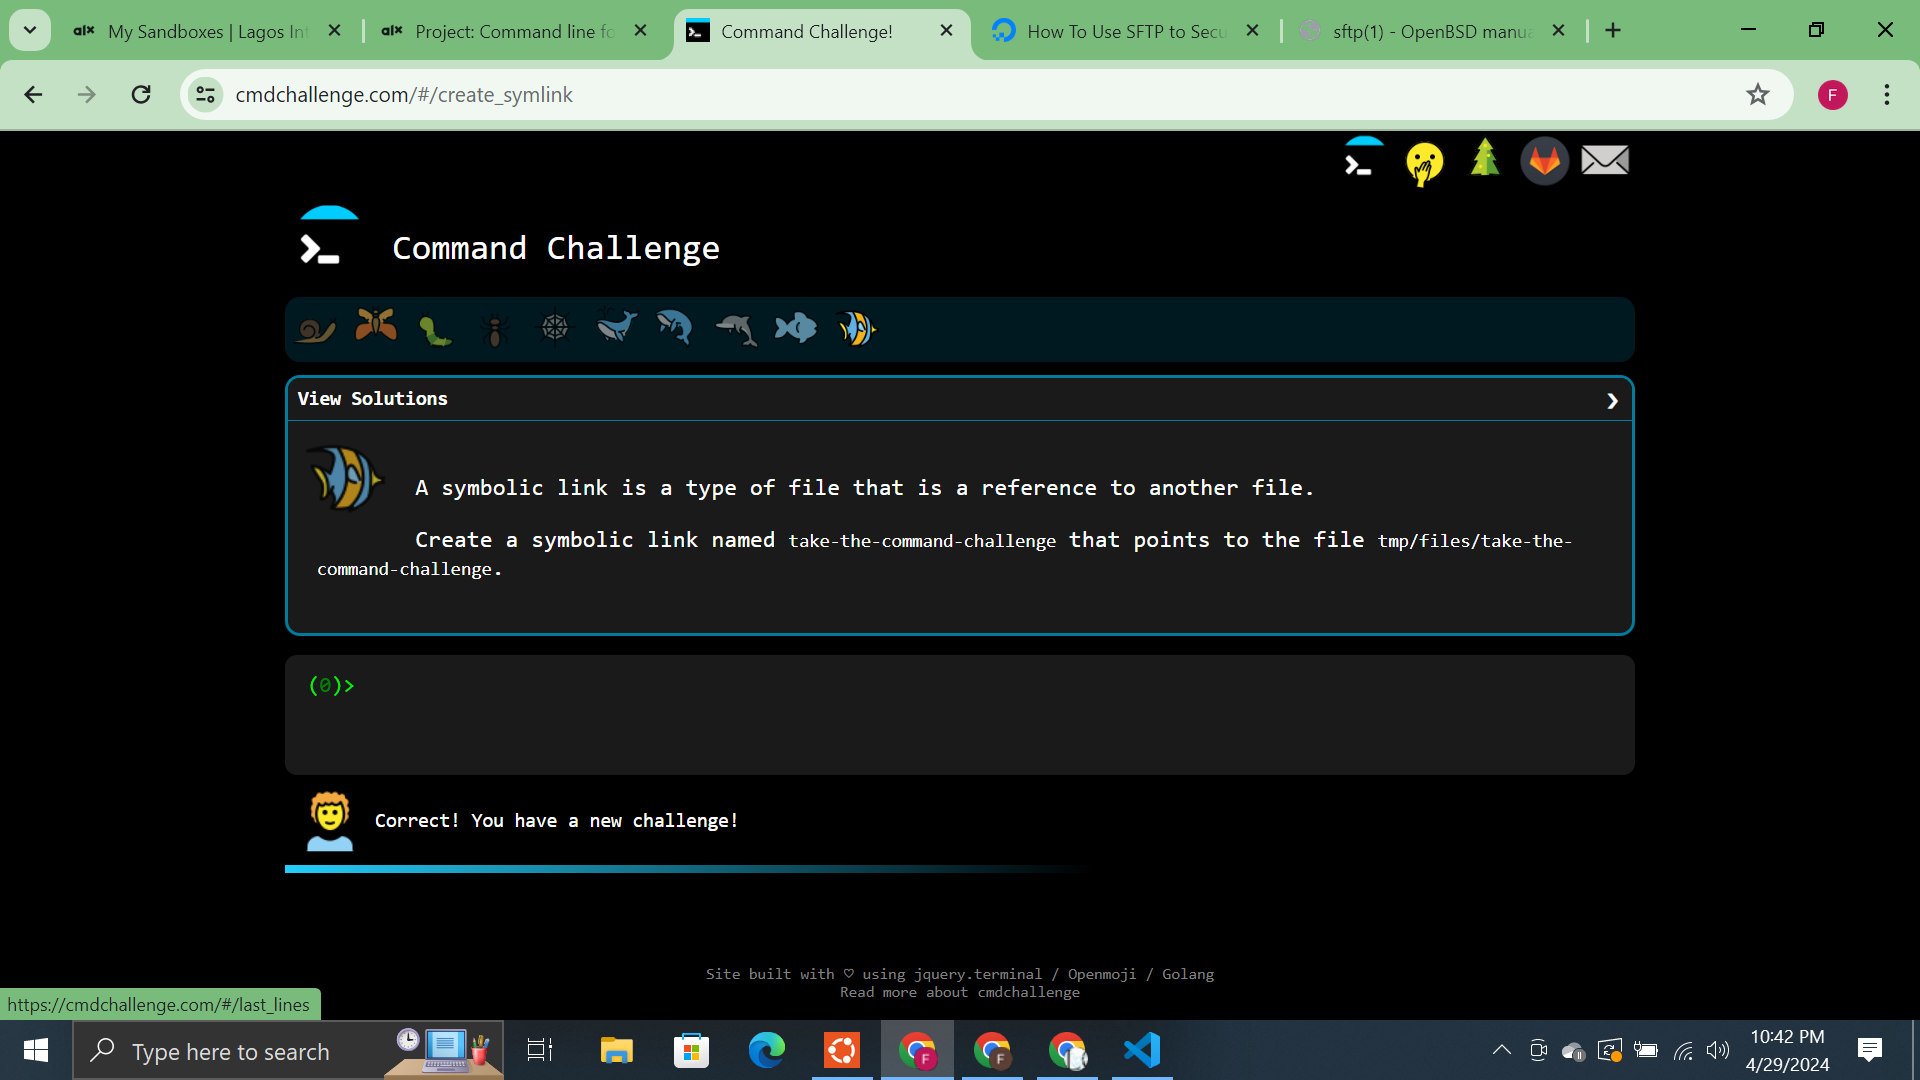 My Sandboxes | Lagos Int
Project: Command line fo
Command Challenge!
How To Use SFTP to Secu
sftp(1) - OpenBSD manua
cmdchallenge.com/#/create_symlink
F
Command Challenge
View Solutions
A symbolic link is a type of file that is a reference to another file.
Create a symbolic link named take-the-command-challenge that points to the file tmp/files/take-the-
command-challenge.
(0)>
Correct! You have a new challenge!
Site built with ♡ using jquery.terminal / Openmoji / Golang
Read more about cmdchallenge
https://cmdchallenge.com/#/last_lines
Type here to search
F
F
10:42 PM
4/29/2024